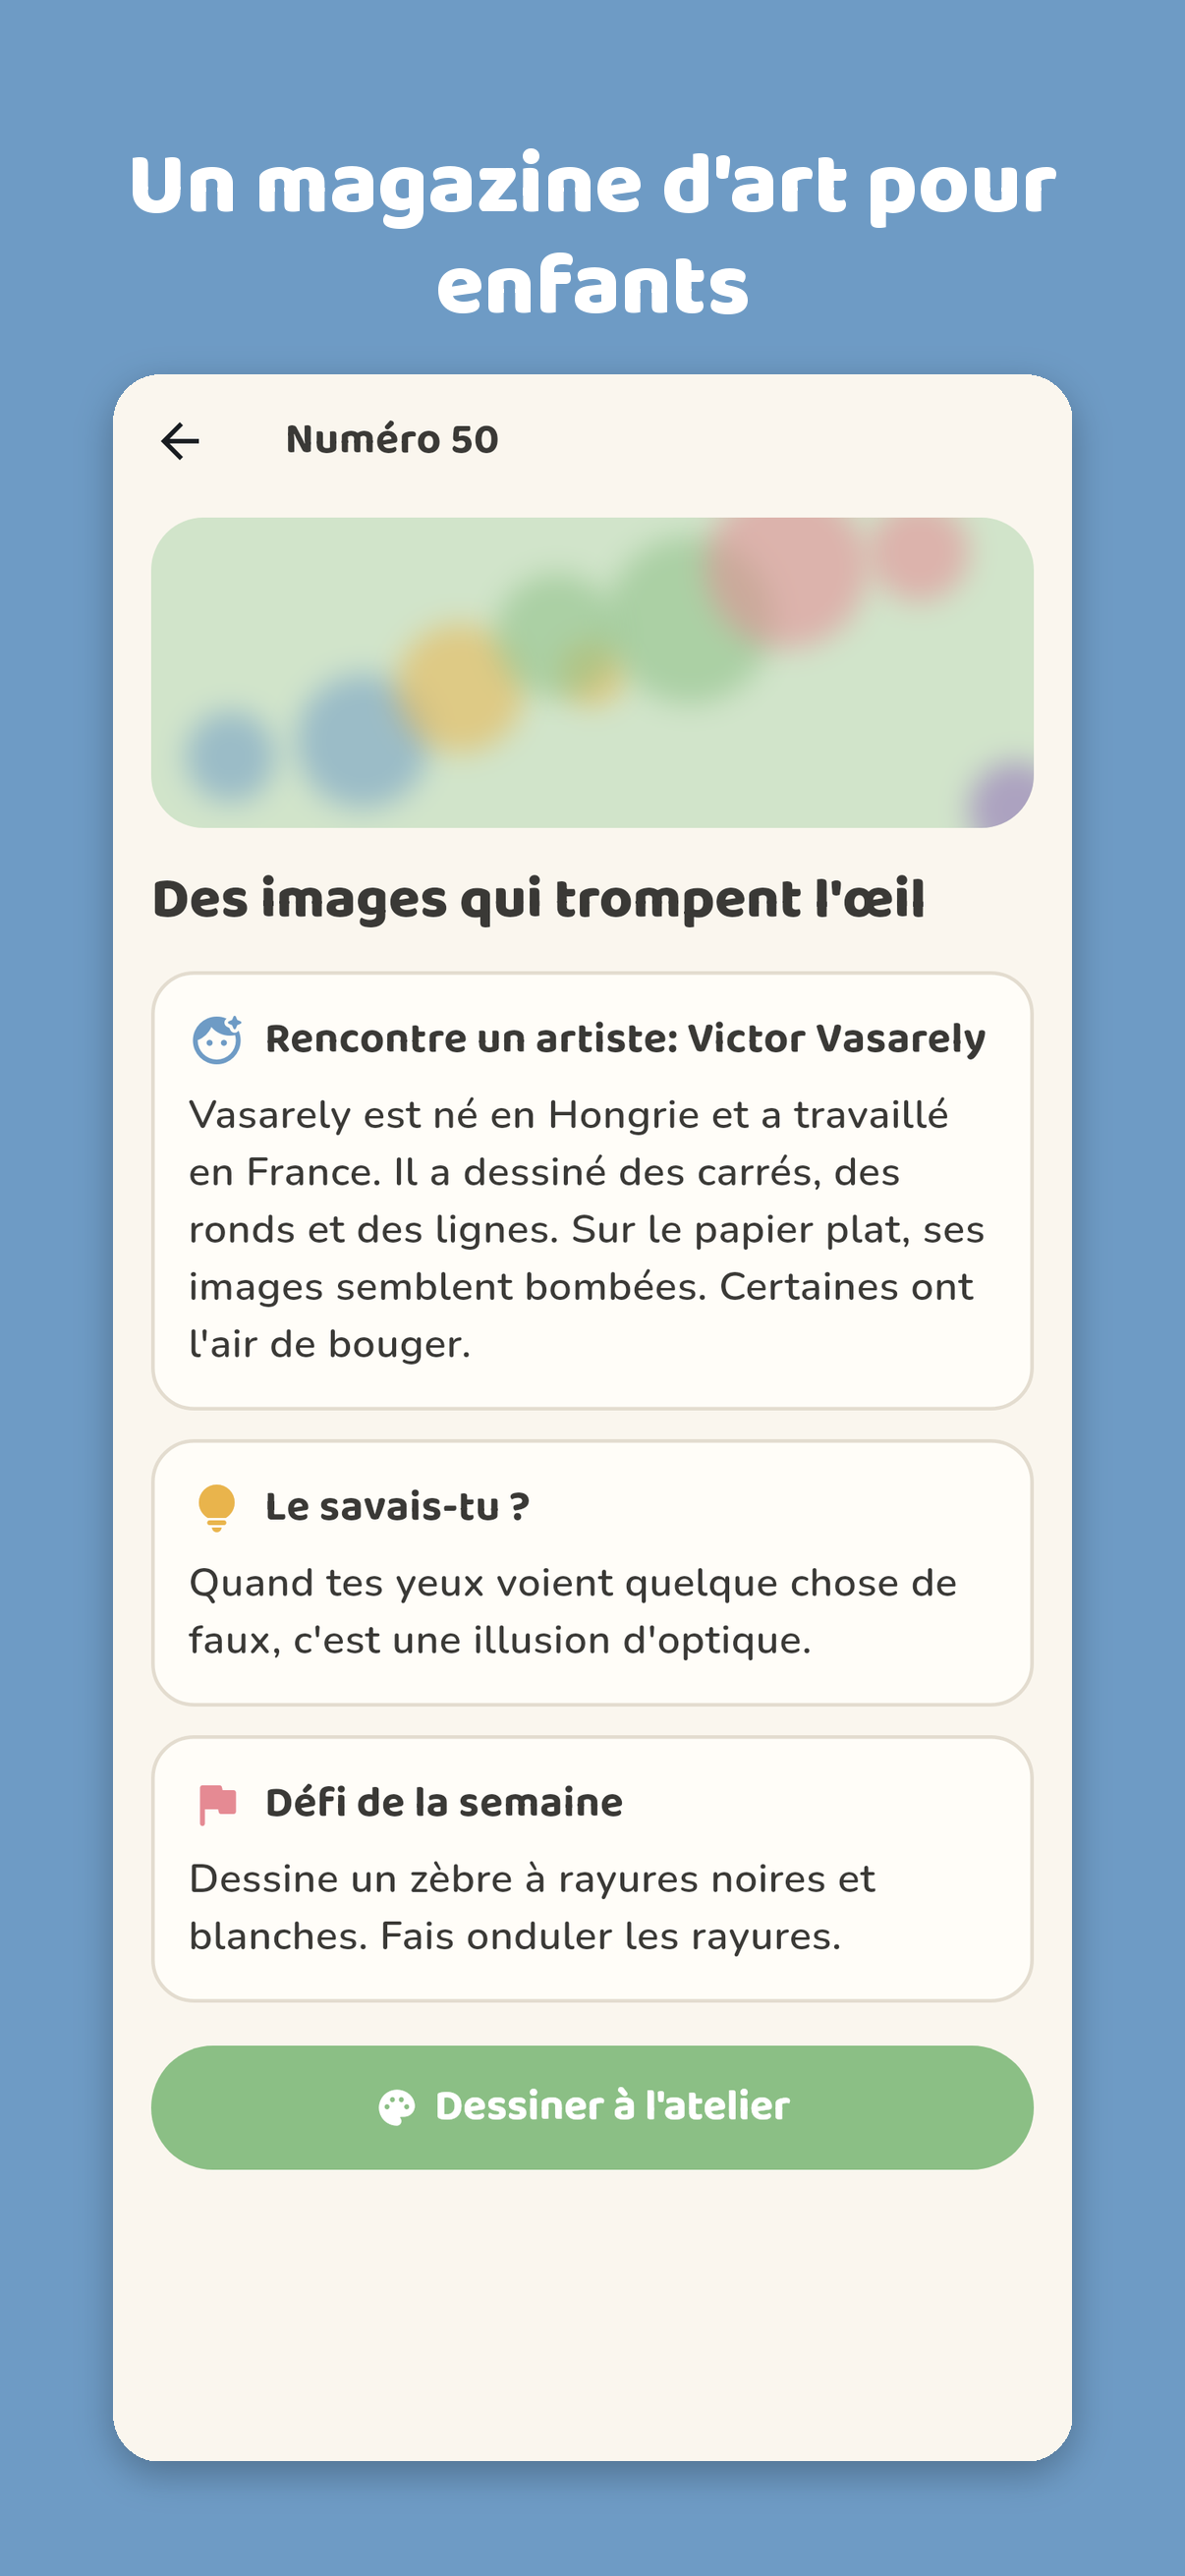 Un magazine d'art pour
enfants
Numéro 50
Des images qui trompent l'œil
Rencontre un artiste: Victor Vasarely
Vasarely est né en Hongrie et a travaillé
en France. Il a dessiné des carrés, des
ronds et des lignes. Sur le papier plat, ses
images semblent bombées. Certaines ont
l'air de bouger.
Le savais-tu ?
Quand tes yeux voient quelque chose de
faux, c'est une illusion d'optique.
Défi de la semaine
Dessine un zèbre à rayures noires et
blanches. Fais onduler les rayures.
Dessiner à l'atelier